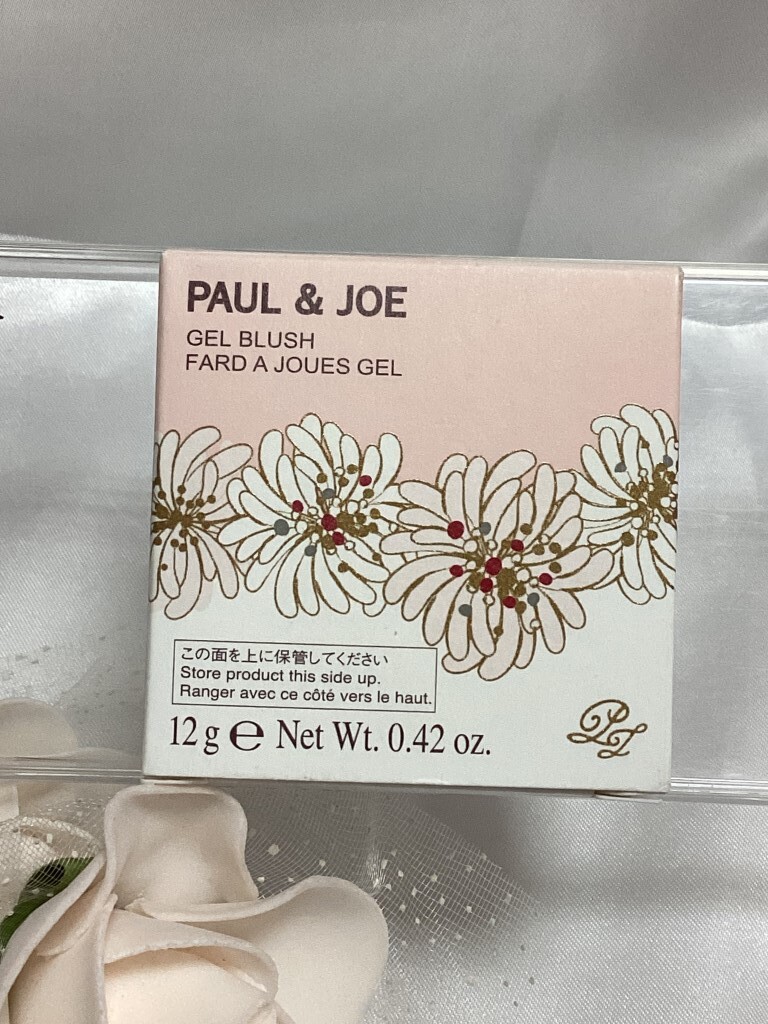 PAUL & JOE
GEL BLUSH
FARD A JOUES GEL
この面を上に保管してください
Store product this side up.
Ranger avec ce côté vers le haut.
12 g ℮ Net Wt. 0.42 oz.
PJ